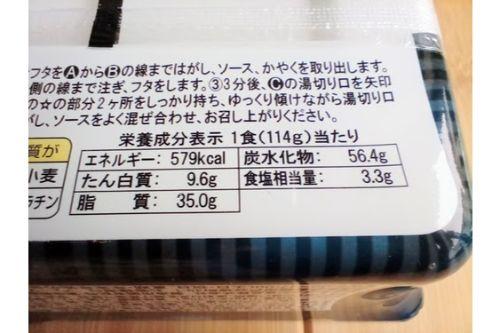 フタをⒶからⒷの線まではがし、ソース、かやくを取り出します。
側の線まで注ぎ、フタをします。③3分後、Ⓒの湯切り口を矢印
の☆の部分2ヶ所をしっかり持ち、ゆっくり傾けながら湯切り口
がし、ソースをよく混ぜ合わせ、お召し上がりください。
栄養成分表示 1食(114g)当たり
質が
エネルギー: 579kcal 炭水化物: 56.4g
小麦
たん白質: 9.6g 食塩相当量: 3.3g
ラチン
脂質: 35.0g